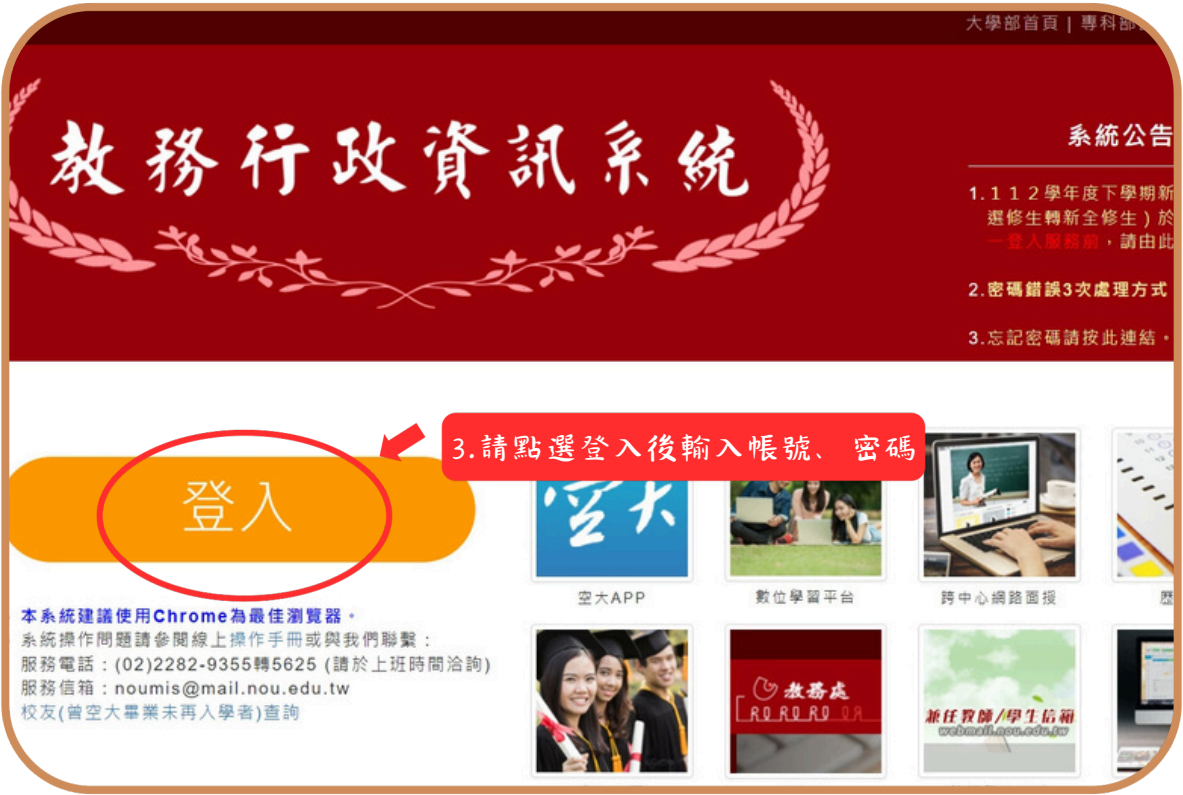 大學部首頁 | 專科部
教務行政資訊系統
系統公告
1.１１２學年度下學期新
選修生轉新全修生）於
一登入服務前，請由此
2.密碼錯誤3次處理方式
3.忘記密碼請按此連結。
3.請點選登入後輸入帳號、 密碼
登入
空大
空大APP
數位學習平台
跨中心網路面授
歷
本系統建議使用Chrome為最佳瀏覽器。
系統操作問題請參閱線上操作手冊或與我們聯繫：
服務電話：(02)2282-9355轉5625 (請於上班時間洽詢)
服務信箱：noumis@mail.nou.edu.tw
校友(曾空大畢業未再入學者)查詢
教務處
RO RO RO OR
兼任教師/學生信箱
webmail.nou.edu.tw